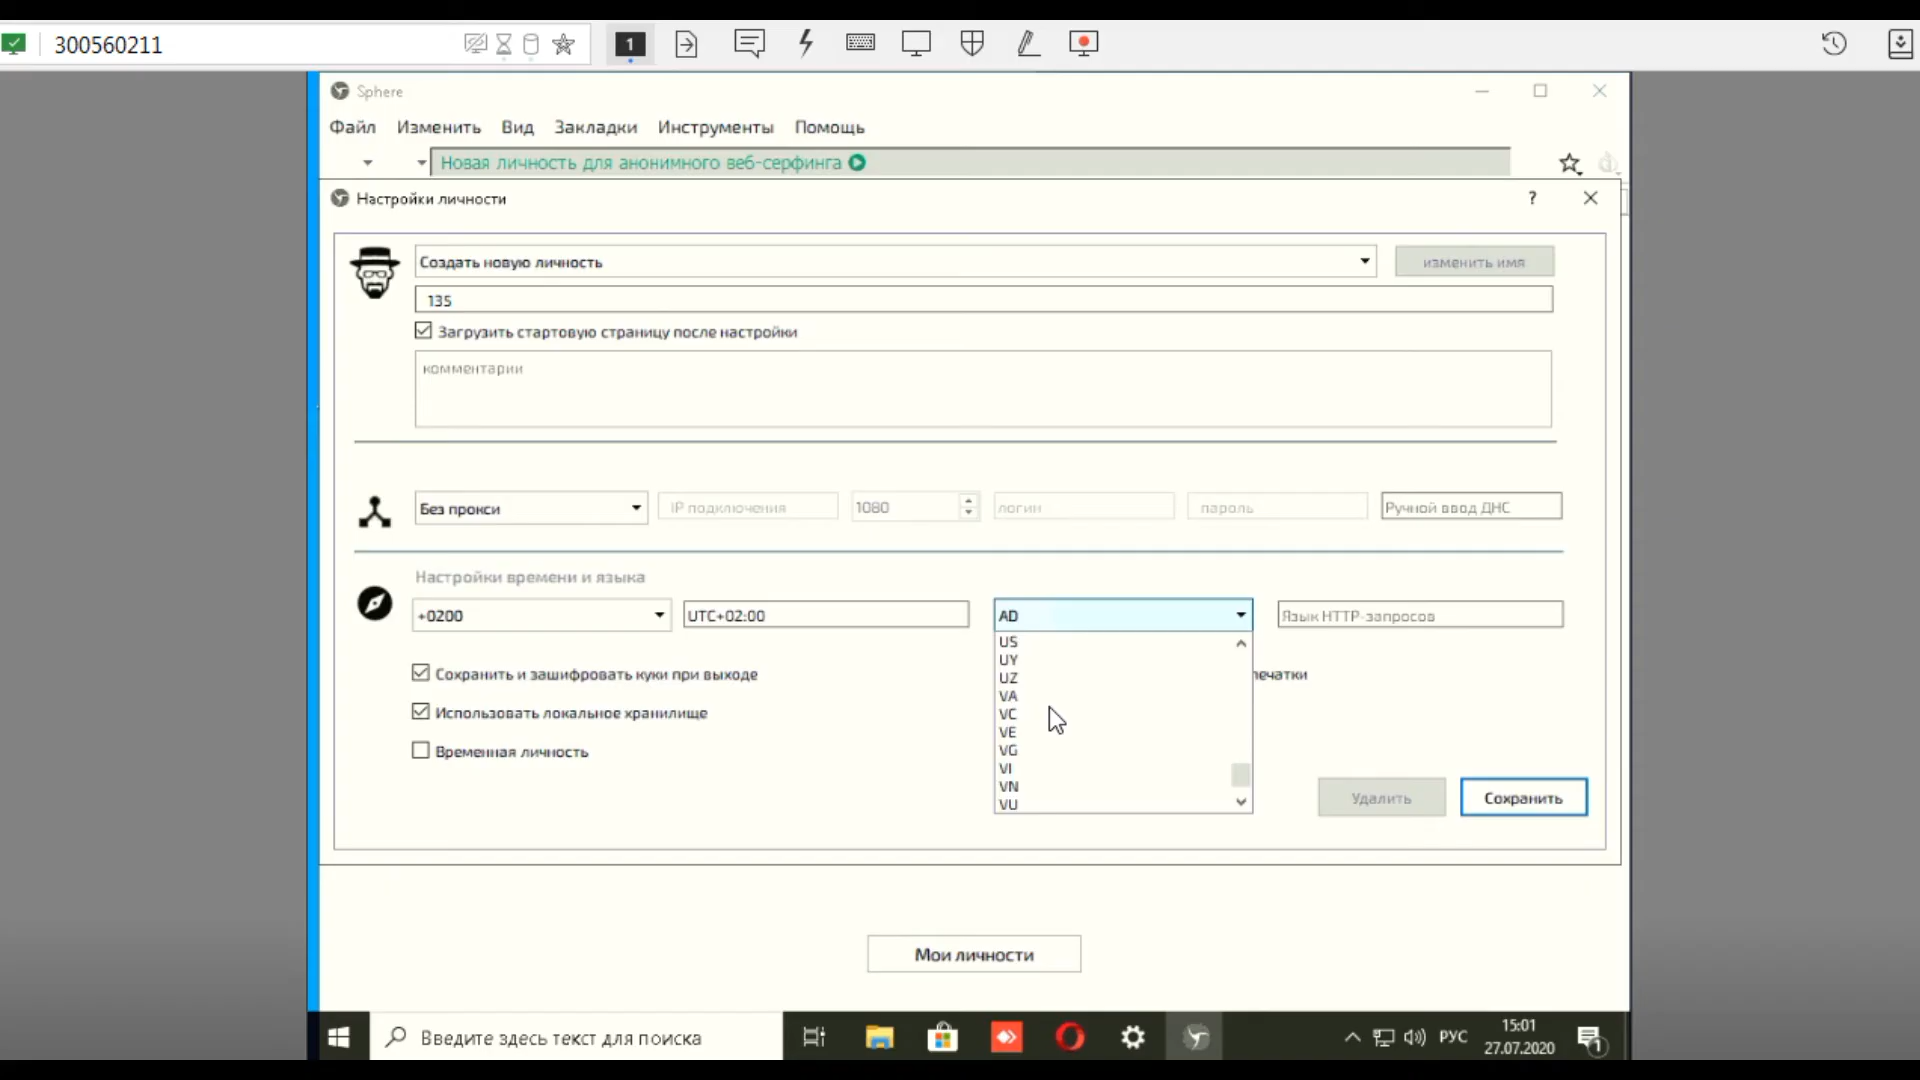 300560211
1
Sphere
Файл Изменить Вид Закладки Инструменты Помощь
Новая личность для анонимного веб-серфинга
Настройки личности
?
Создать новую личность
изменить имя
135
Загрузить стартовую страницу после настройки
комментарии
Без прокси
IP подключения
1080
логин
пароль
Ручной ввод ДНС
Настройки времени и языка
+0200
UTC+02:00
AD
Язык HTTP-запросов
US
UY
UZ
VA
VC
VE
VG
VI
VN
VU
Сохранить и зашифровать куки при выходе
печатки
Использовать локальное хранилище
Временная личность
Удалить
Сохранить
Мои личности
Введите здесь текст для поиска
РУС
15:01
27.07.2020
1